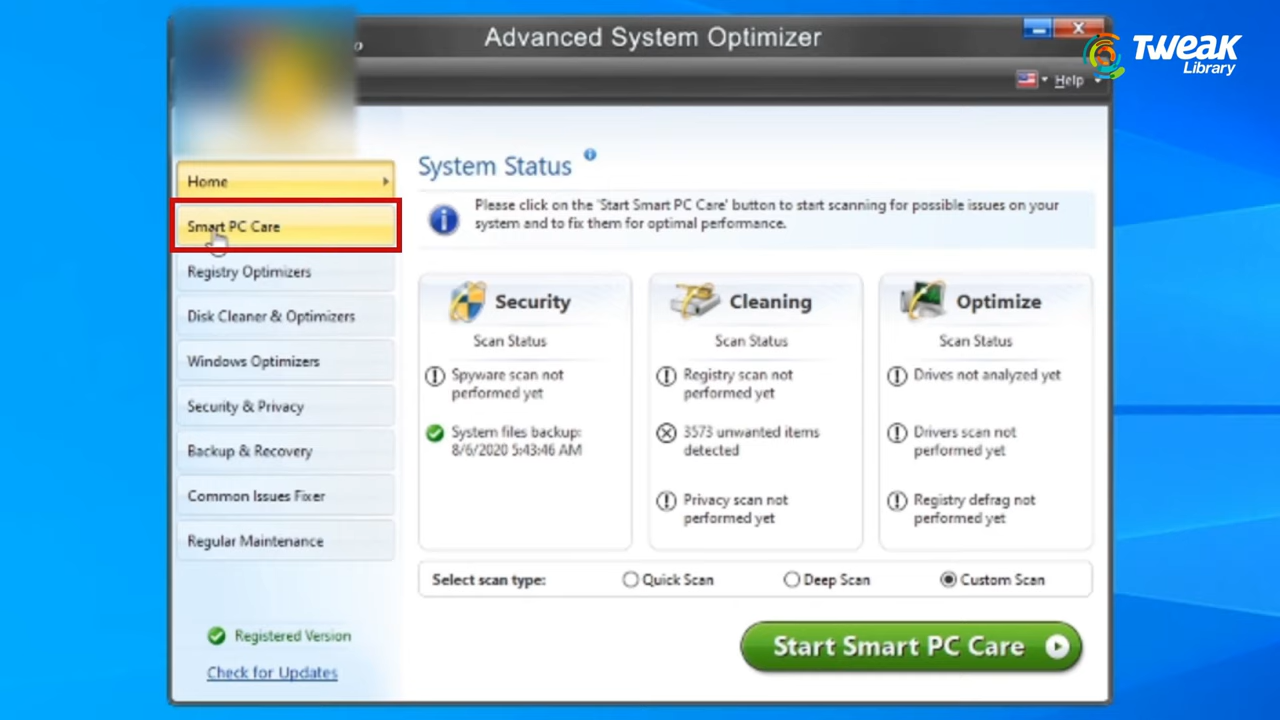 Advanced System Optimizer
TWEAK
Library
Help
Home
Smart PC Care
Registry Optimizers
Disk Cleaner & Optimizers
Windows Optimizers
Security & Privacy
Backup & Recovery
Common Issues Fixer
Regular Maintenance
Registered Version
Check for Updates
System Status
Please click on the 'Start Smart PC Care' button to start scanning for possible issues on your
system and to fix them for optimal performance.
Security
Scan Status
Spyware scan not
performed yet
System files backup:
8/6/2020 5:43:46 AM
Cleaning
Scan Status
Registry scan not
performed yet
3573 unwanted items
detected
Privacy scan not
performed yet
Optimize
Scan Status
Drives not analyzed yet
Drivers scan not
performed yet
Registry defrag not
performed yet
Select scan type: Quick Scan Deep Scan Custom Scan
Start Smart PC Care